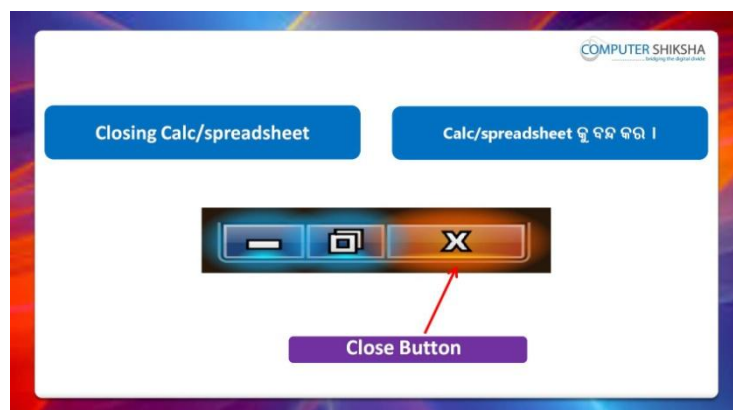 COMPUTER SHIKSHA
bridging the digital divide
Closing Calc/spreadsheet
Calc/spreadsheet କୁ ବନ୍ଦ କର ।
Close Button